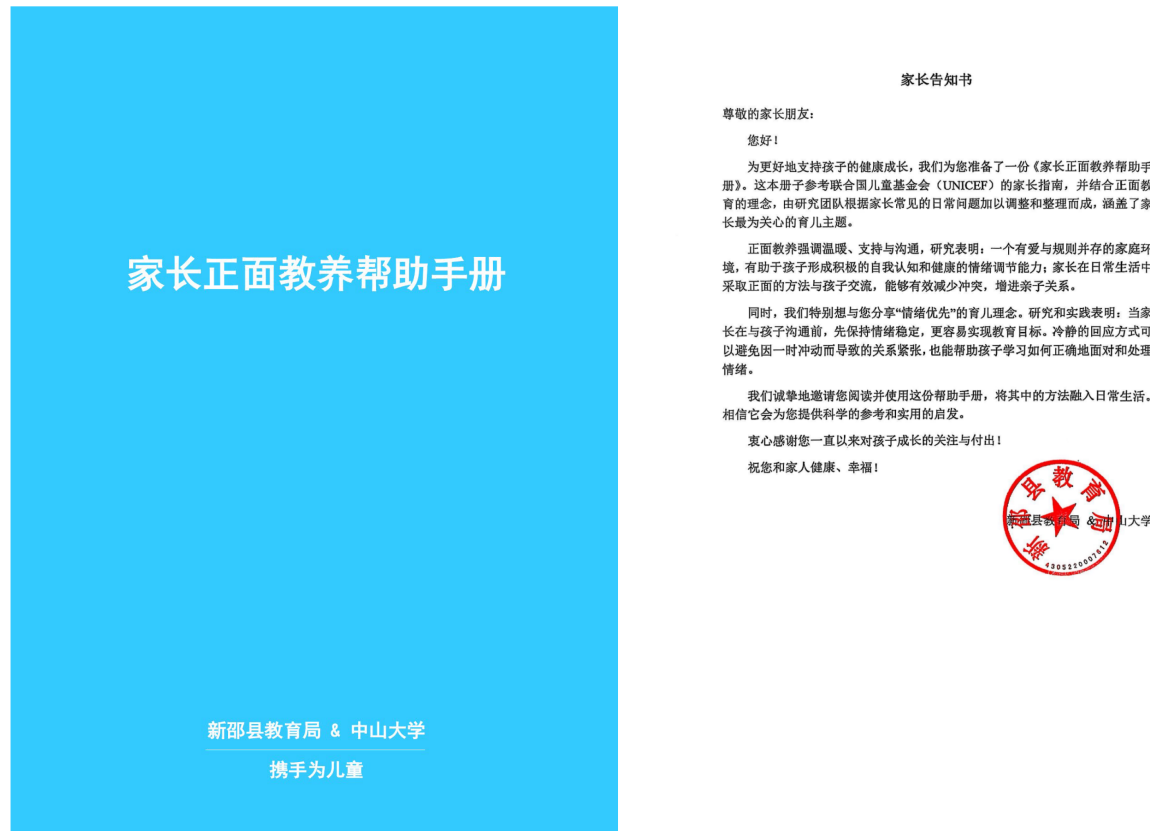 家长正面教养帮助手册
新邵县教育局 & 中山大学
携手为儿童
家长告知书
尊敬的家长朋友:
您好!
为更好地支持孩子的健康成长，我们为您准备了一份《家长正面教养帮助手
册》。这本册子参考联合国儿童基金会（UNICEF）的家长指南，并结合正面教
育的理念，由研究团队根据家长常见的日常问题加以调整和整理而成，涵盖了家
长最为关心的育儿主题。
正面教养强调温暖、支持与沟通，研究表明：一个有爱与规则并存的家庭环
境，有助于孩子形成积极的自我认知和健康的情绪调节能力；家长在日常生活中
采取正面的方法与孩子交流，能够有效减少冲突，增进亲子关系。
同时，我们特别想与您分享“情绪优先”的育儿理念。研究和实践表明：当家
长在与孩子沟通前，先保持情绪稳定，更容易实现教育目标。冷静的回应方式可
以避免因一时冲动而导致的关系紧张，也能帮助孩子学习如何正确地面对和处理
情绪。
我们诚挚地邀请您阅读并使用这份帮助手册，将其中的方法融入日常生活。
相信它会为您提供科学的参考和实用的启发。
衷心感谢您一直以来对孩子成长的关注与付出！
祝您和家人健康、幸福！
新邵县教育局 & 中山大学
新邵县教育局
4305220007612